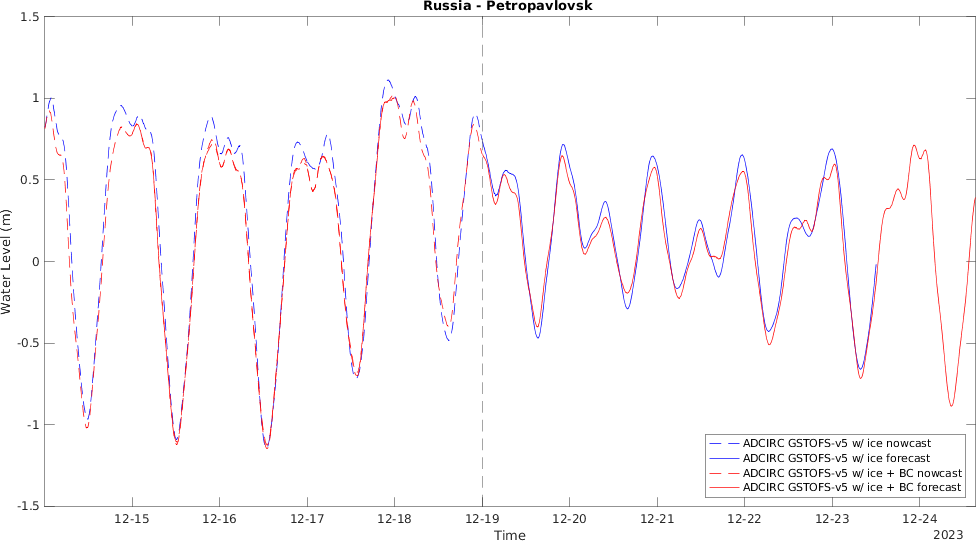 Russia - Petropavlovsk
1.5
1
0.5
0
-0.5
-1
-1.5
Water Level (m)
ADCIRC GSTOFS-v5 w/ ice nowcast
ADCIRC GSTOFS-v5 w/ ice forecast
ADCIRC GSTOFS-v5 w/ ice + BC nowcast
ADCIRC GSTOFS-v5 w/ ice + BC forecast
12-15 12-16 12-17 12-18 12-19 12-20 12-21 12-22 12-23 12-24
Time
2023